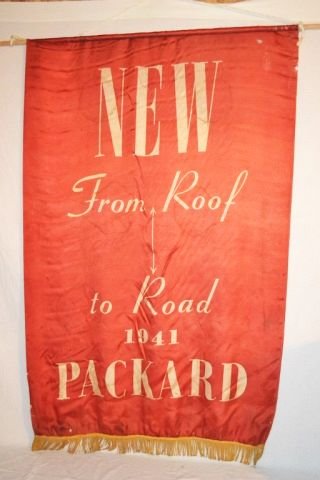 NEW
From Roof
to Road
1941
PACKARD